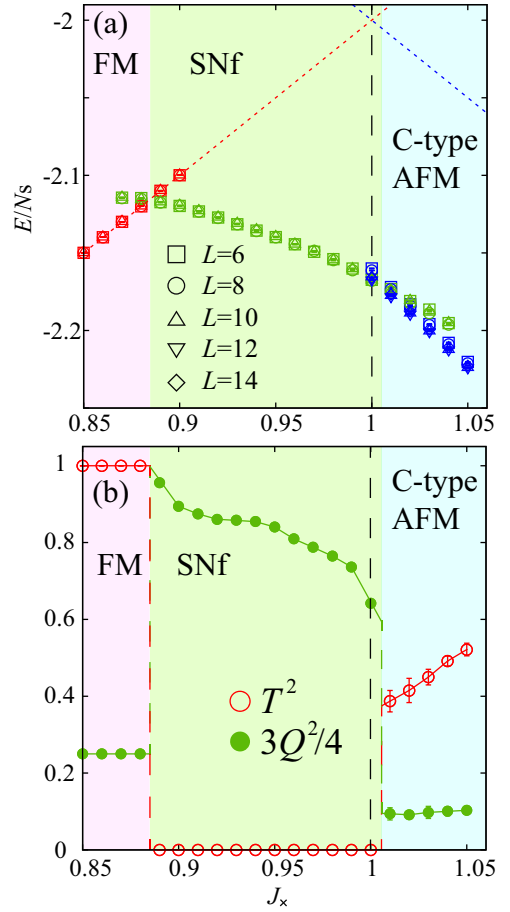 (a)
FM
SNf
C-type
AFM
-2
-2.1
-2.2
E/Ns
L=6
L=8
L=10
L=12
L=14
0.85
0.9
0.95
1
1.05
(b)
C-type
AFM
FM
SNf
T²
3Q²/4
1
0.8
0.6
0.4
0.2
0
0.85
0.9
0.95
1
1.05
J×